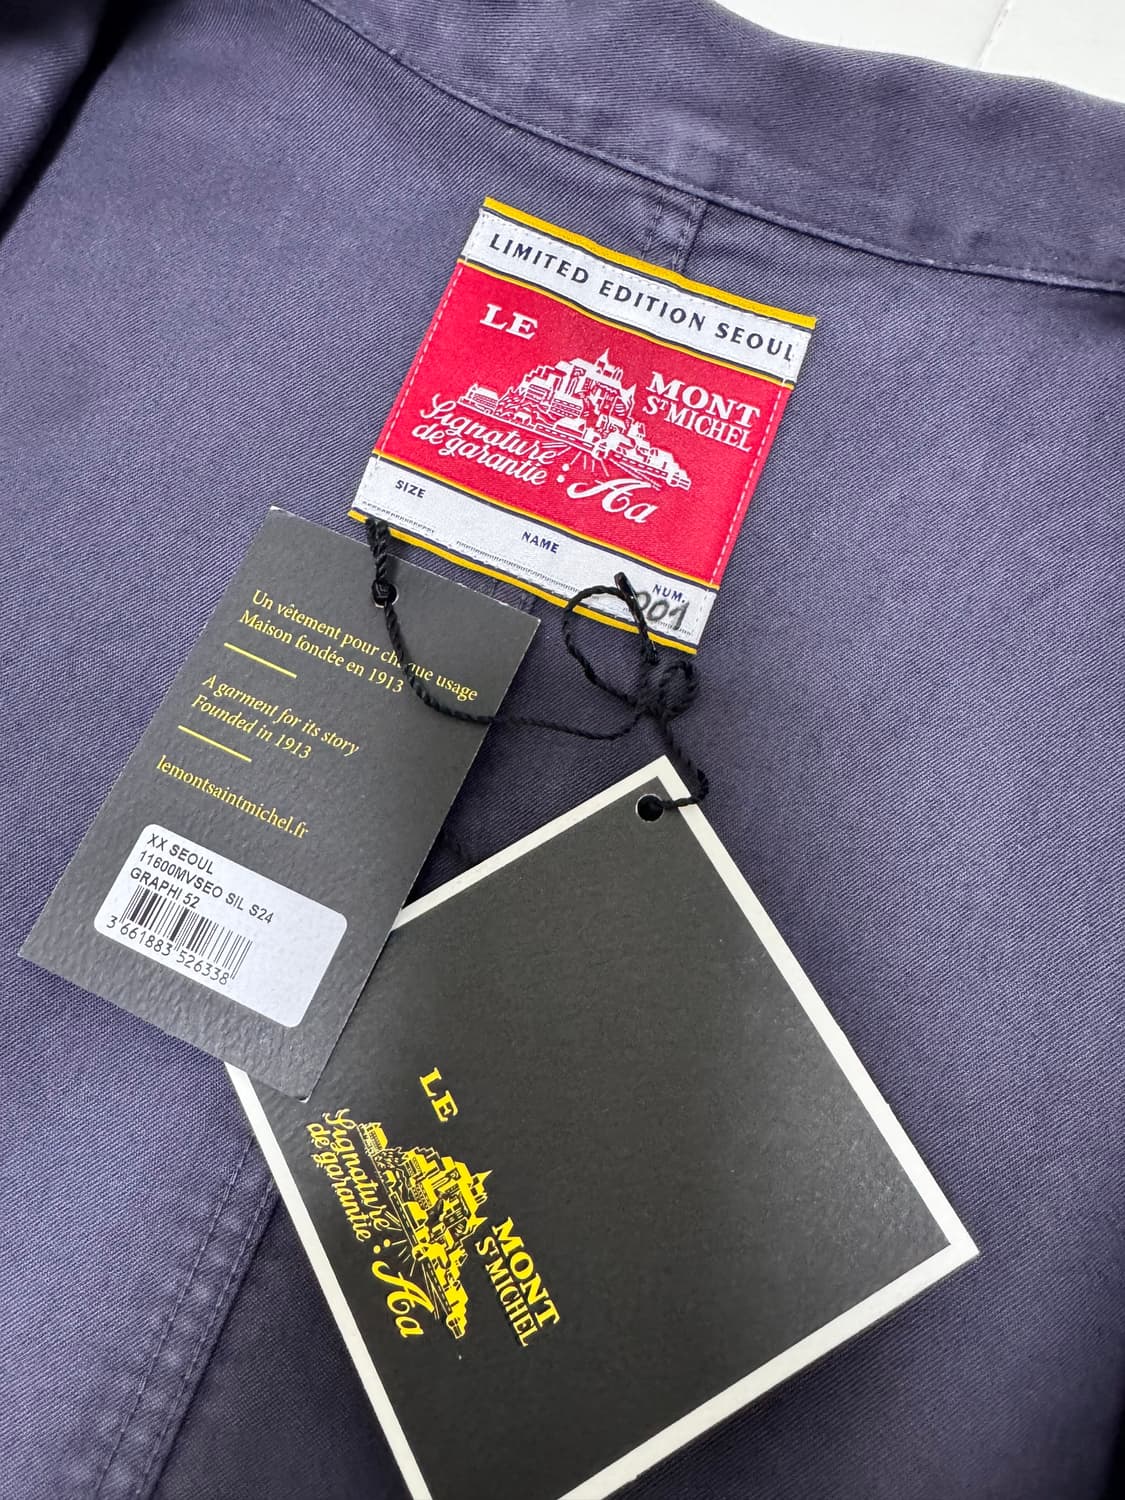 LIMITED EDITION SEOUL
LE
MONT
ST MICHEL
Signature
de garantie : Aa
SIZE
NAME
NUM.
001
Un vêtement pour chaque usage
Maison fondée en 1913
A garment for its story
Founded in 1913
lemontsaintmichel.fr
XX SEOUL
11600MVSEO SIL S24
GRAPHI 52
3 661883 526338
LE
MONT
ST MICHEL
Signature
de garantie : Aa